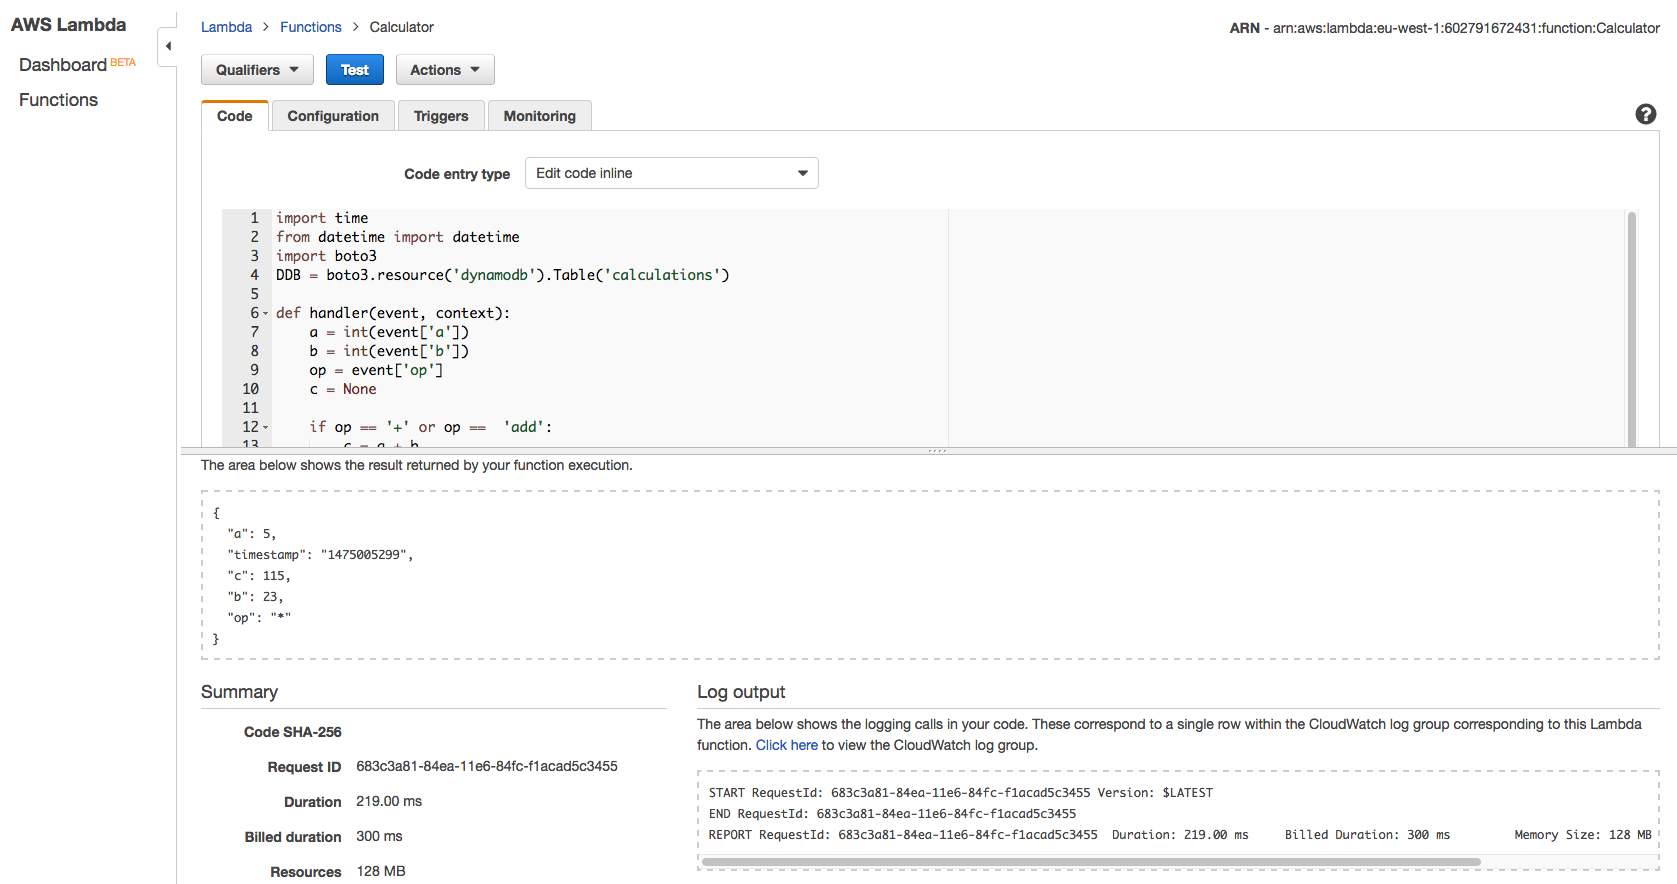 AWS Lambda
Dashboard BETA
Functions
Lambda > Functions > Calculator
ARN - arn:aws:lambda:eu-west-1:602791672431:function:Calculator
Qualifiers Test Actions
Code Configuration Triggers Monitoring ?
Code entry type Edit code inline
1 import time
2 from datetime import datetime
3 import boto3
4 DDB = boto3.resource('dynamodb').Table('calculations')
5
6 def handler(event, context):
7 a = int(event['a'])
8 b = int(event['b'])
9 op = event['op']
10 c = None
11
12 if op == '+' or op == 'add':
13 c = a + b
The area below shows the result returned by your function execution.
{
"a": 5,
"timestamp": "1475005299",
"c": 115,
"b": 23,
"op": "*"
}
Summary
Code SHA-256
Request ID 683c3a81-84ea-11e6-84fc-f1acad5c3455
Duration 219.00 ms
Billed duration 300 ms
Resources 128 MB
Log output
The area below shows the logging calls in your code. These correspond to a single row within the CloudWatch log group corresponding to this Lambda
function. Click here to view the CloudWatch log group.
START RequestId: 683c3a81-84ea-11e6-84fc-f1acad5c3455 Version: $LATEST
END RequestId: 683c3a81-84ea-11e6-84fc-f1acad5c3455
REPORT RequestId: 683c3a81-84ea-11e6-84fc-f1acad5c3455 Duration: 219.00 ms Billed Duration: 300 ms Memory Size: 128 MB